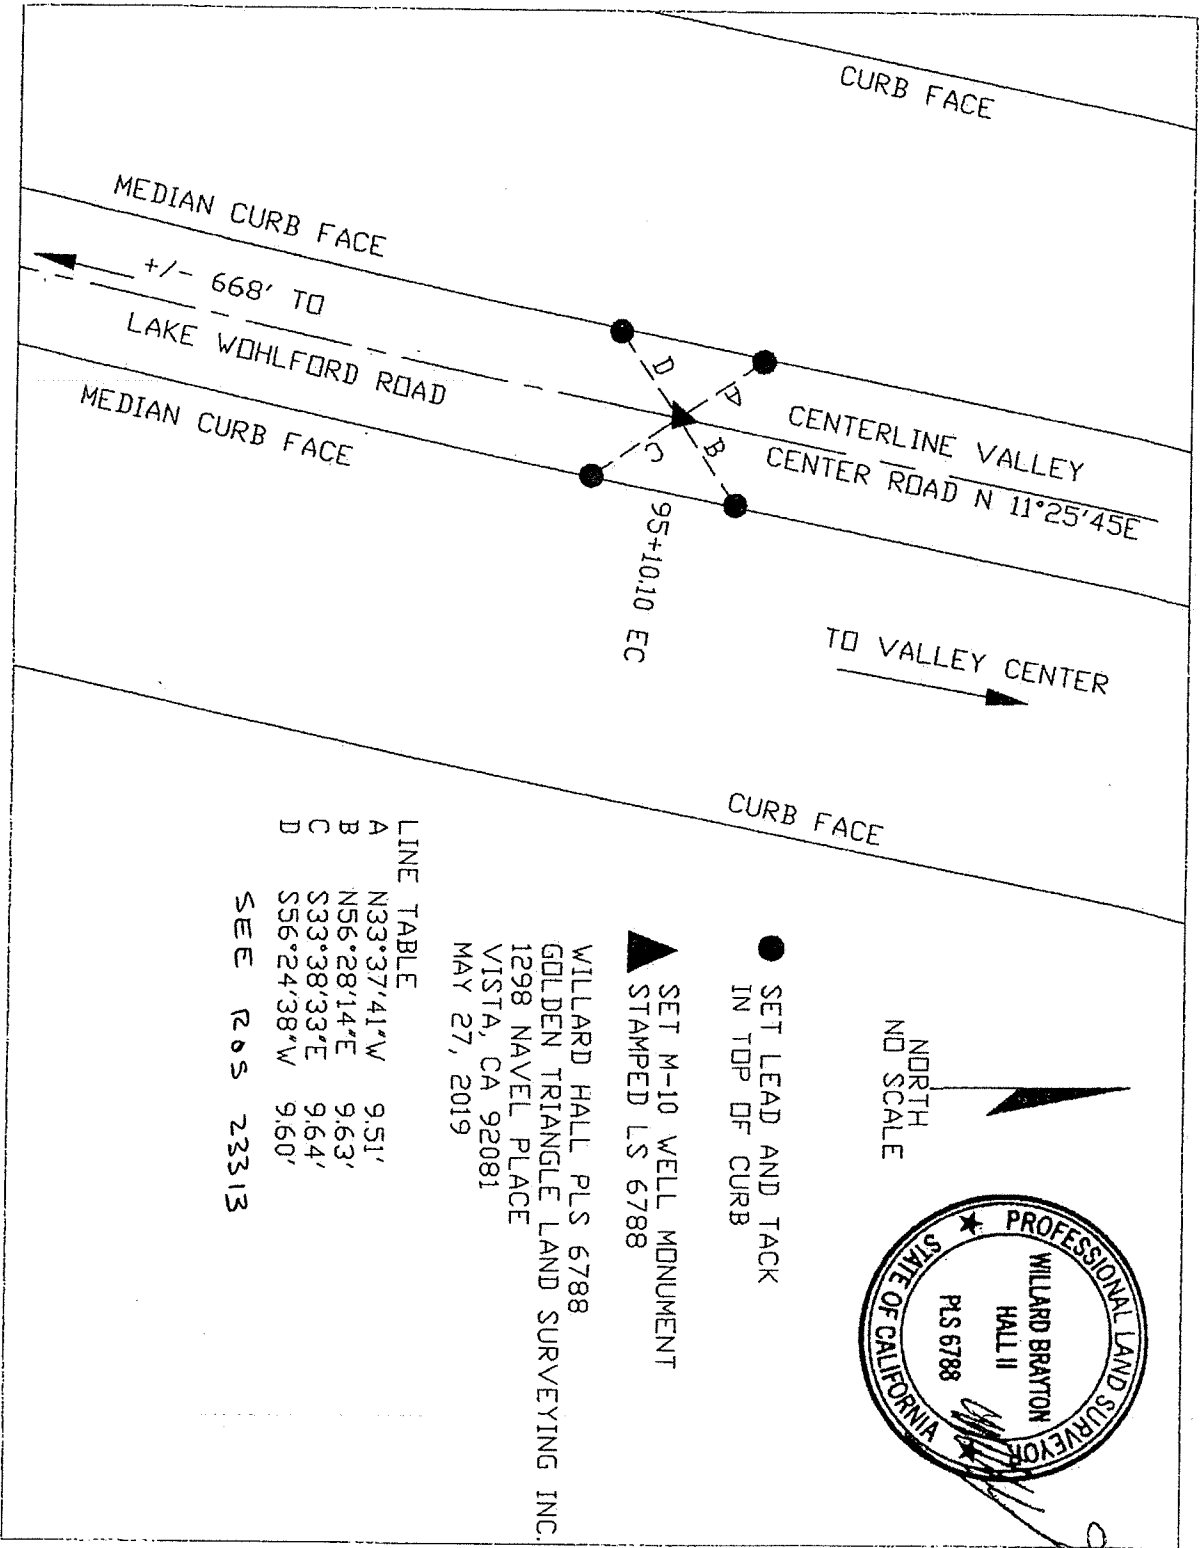 CURB FACE
MEDIAN CURB FACE
+/- 668' TO
LAKE WOHLFORD ROAD
MEDIAN CURB FACE
D
A
B
C
CENTERLINE VALLEY
CENTER ROAD N 11°25'45E
95+10.10 EC
TO VALLEY CENTER
CURB FACE
NORTH
NO SCALE
PROFESSIONAL LAND SURVEYOR
WILLARD BRAYTON
HALL II
PLS 6788
STATE OF CALIFORNIA
SET LEAD AND TACK
IN TOP OF CURB
SET M-10 WELL MONUMENT
STAMPED LS 6788
WILLARD HALL PLS 6788
GOLDEN TRIANGLE LAND SURVEYING INC.
1298 NAVEL PLACE
VISTA, CA 92081
MAY 27, 2019
LINE TABLE
A N33°37'41"W 9.51'
B N56°28'14"E 9.63'
C S33°38'33"E 9.64'
D S56°24'38"W 9.60'
SEE ROS 23313